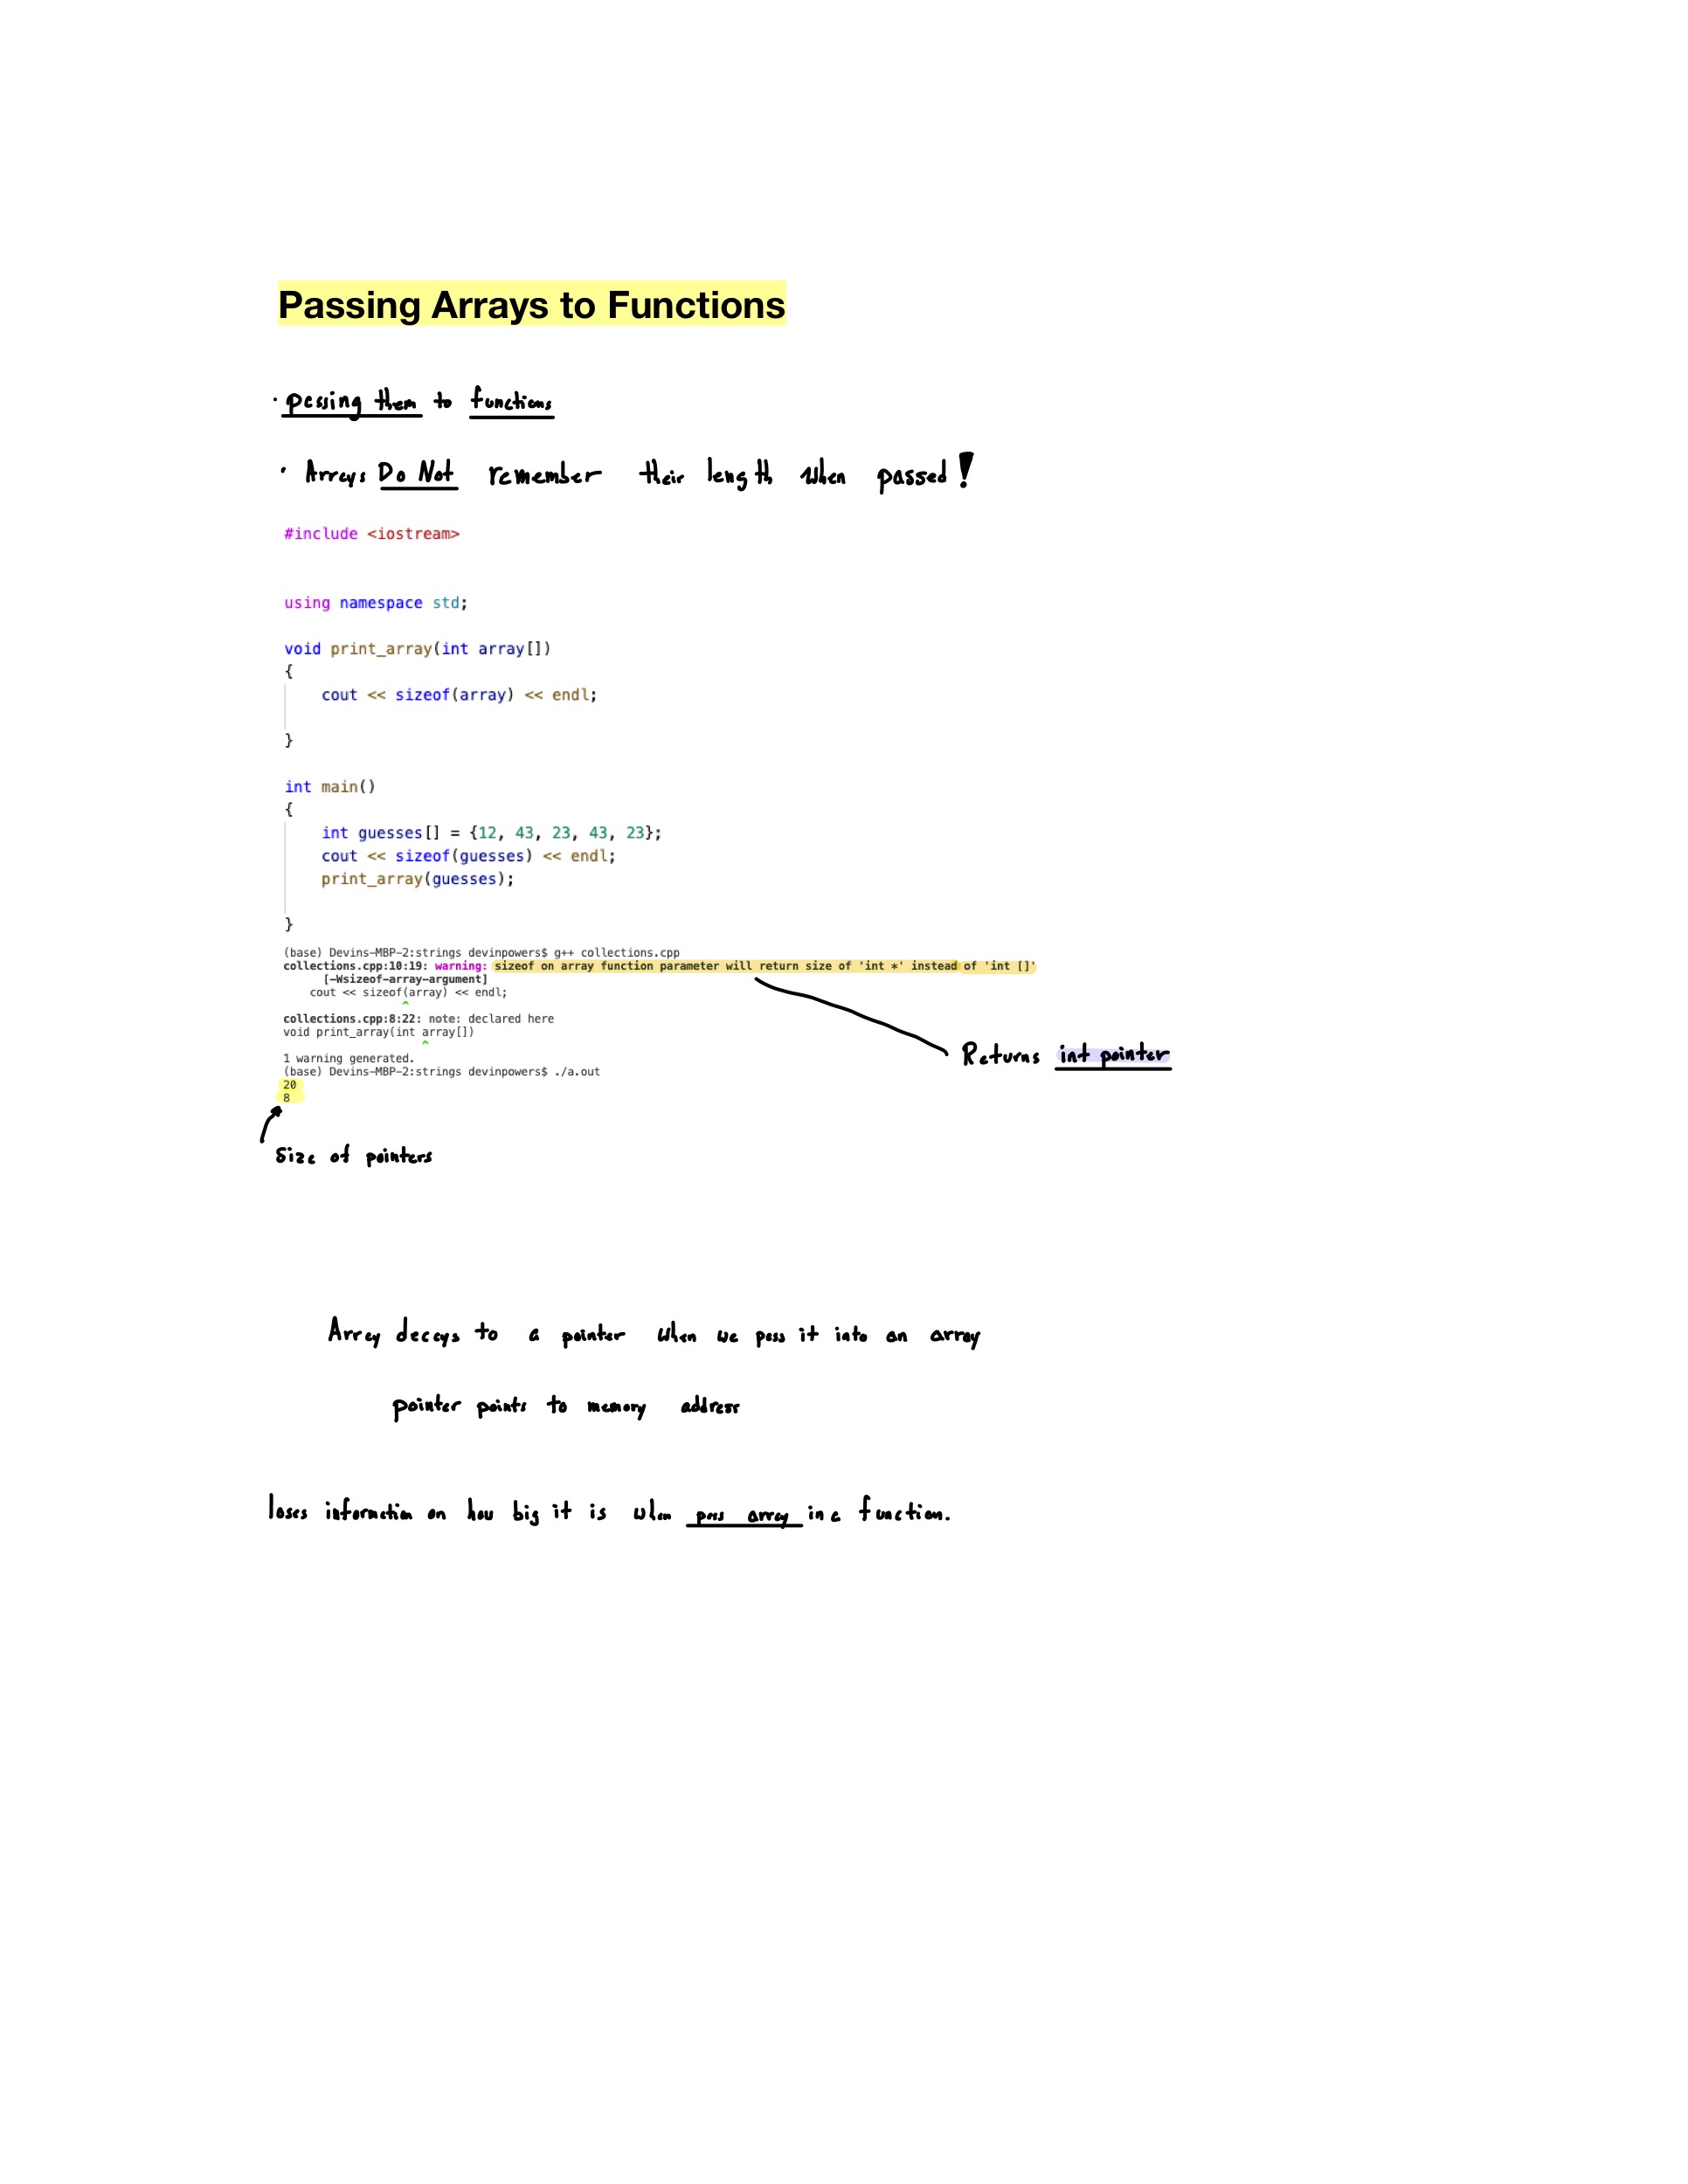 Passing Arrays to Functions
· passing them to functions
· Arrays Do Not remember their length when passed!
#include <iostream>
using namespace std;
void print_array(int array[])
{
    cout << sizeof(array) << endl;
}
int main()
{
    int guesses[] = {12, 43, 23, 43, 23};
    cout << sizeof(guesses) << endl;
    print_array(guesses);
}
(base) Devins-MBP-2:strings devinpowers$ g++ collections.cpp
collections.cpp:10:19: warning: sizeof on array function parameter will return size of 'int *' instead of 'int []'
      [-Wsizeof-array-argument]
    cout << sizeof(array) << endl;
                  ^
collections.cpp:8:22: note: declared here
void print_array(int array[])
                     ^
1 warning generated.
Returns int pointer
(base) Devins-MBP-2:strings devinpowers$ ./a.out
20
8
Size of pointers
Array decays to a pointer when we pass it into an array
pointer points to memory address
loses information on how big it is when pass array in a function.